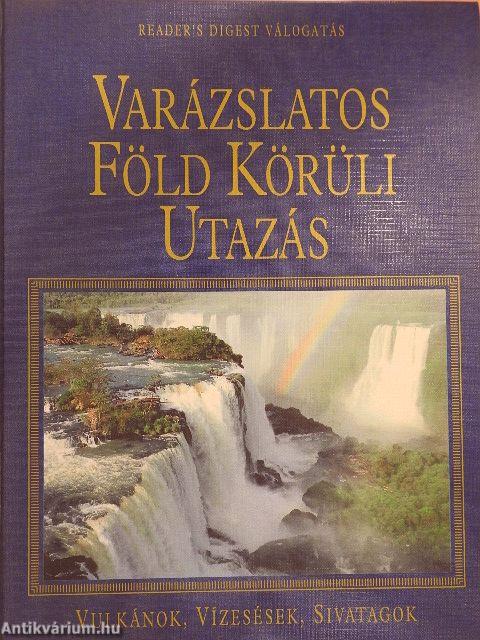 READER'S DIGEST VÁLOGATÁS
VARÁZSLATOS
FÖLD KÖRÜLI
UTAZÁS
VULKÁNOK, VÍZESÉSEK, SIVATAGOK
Antikvárium.hu